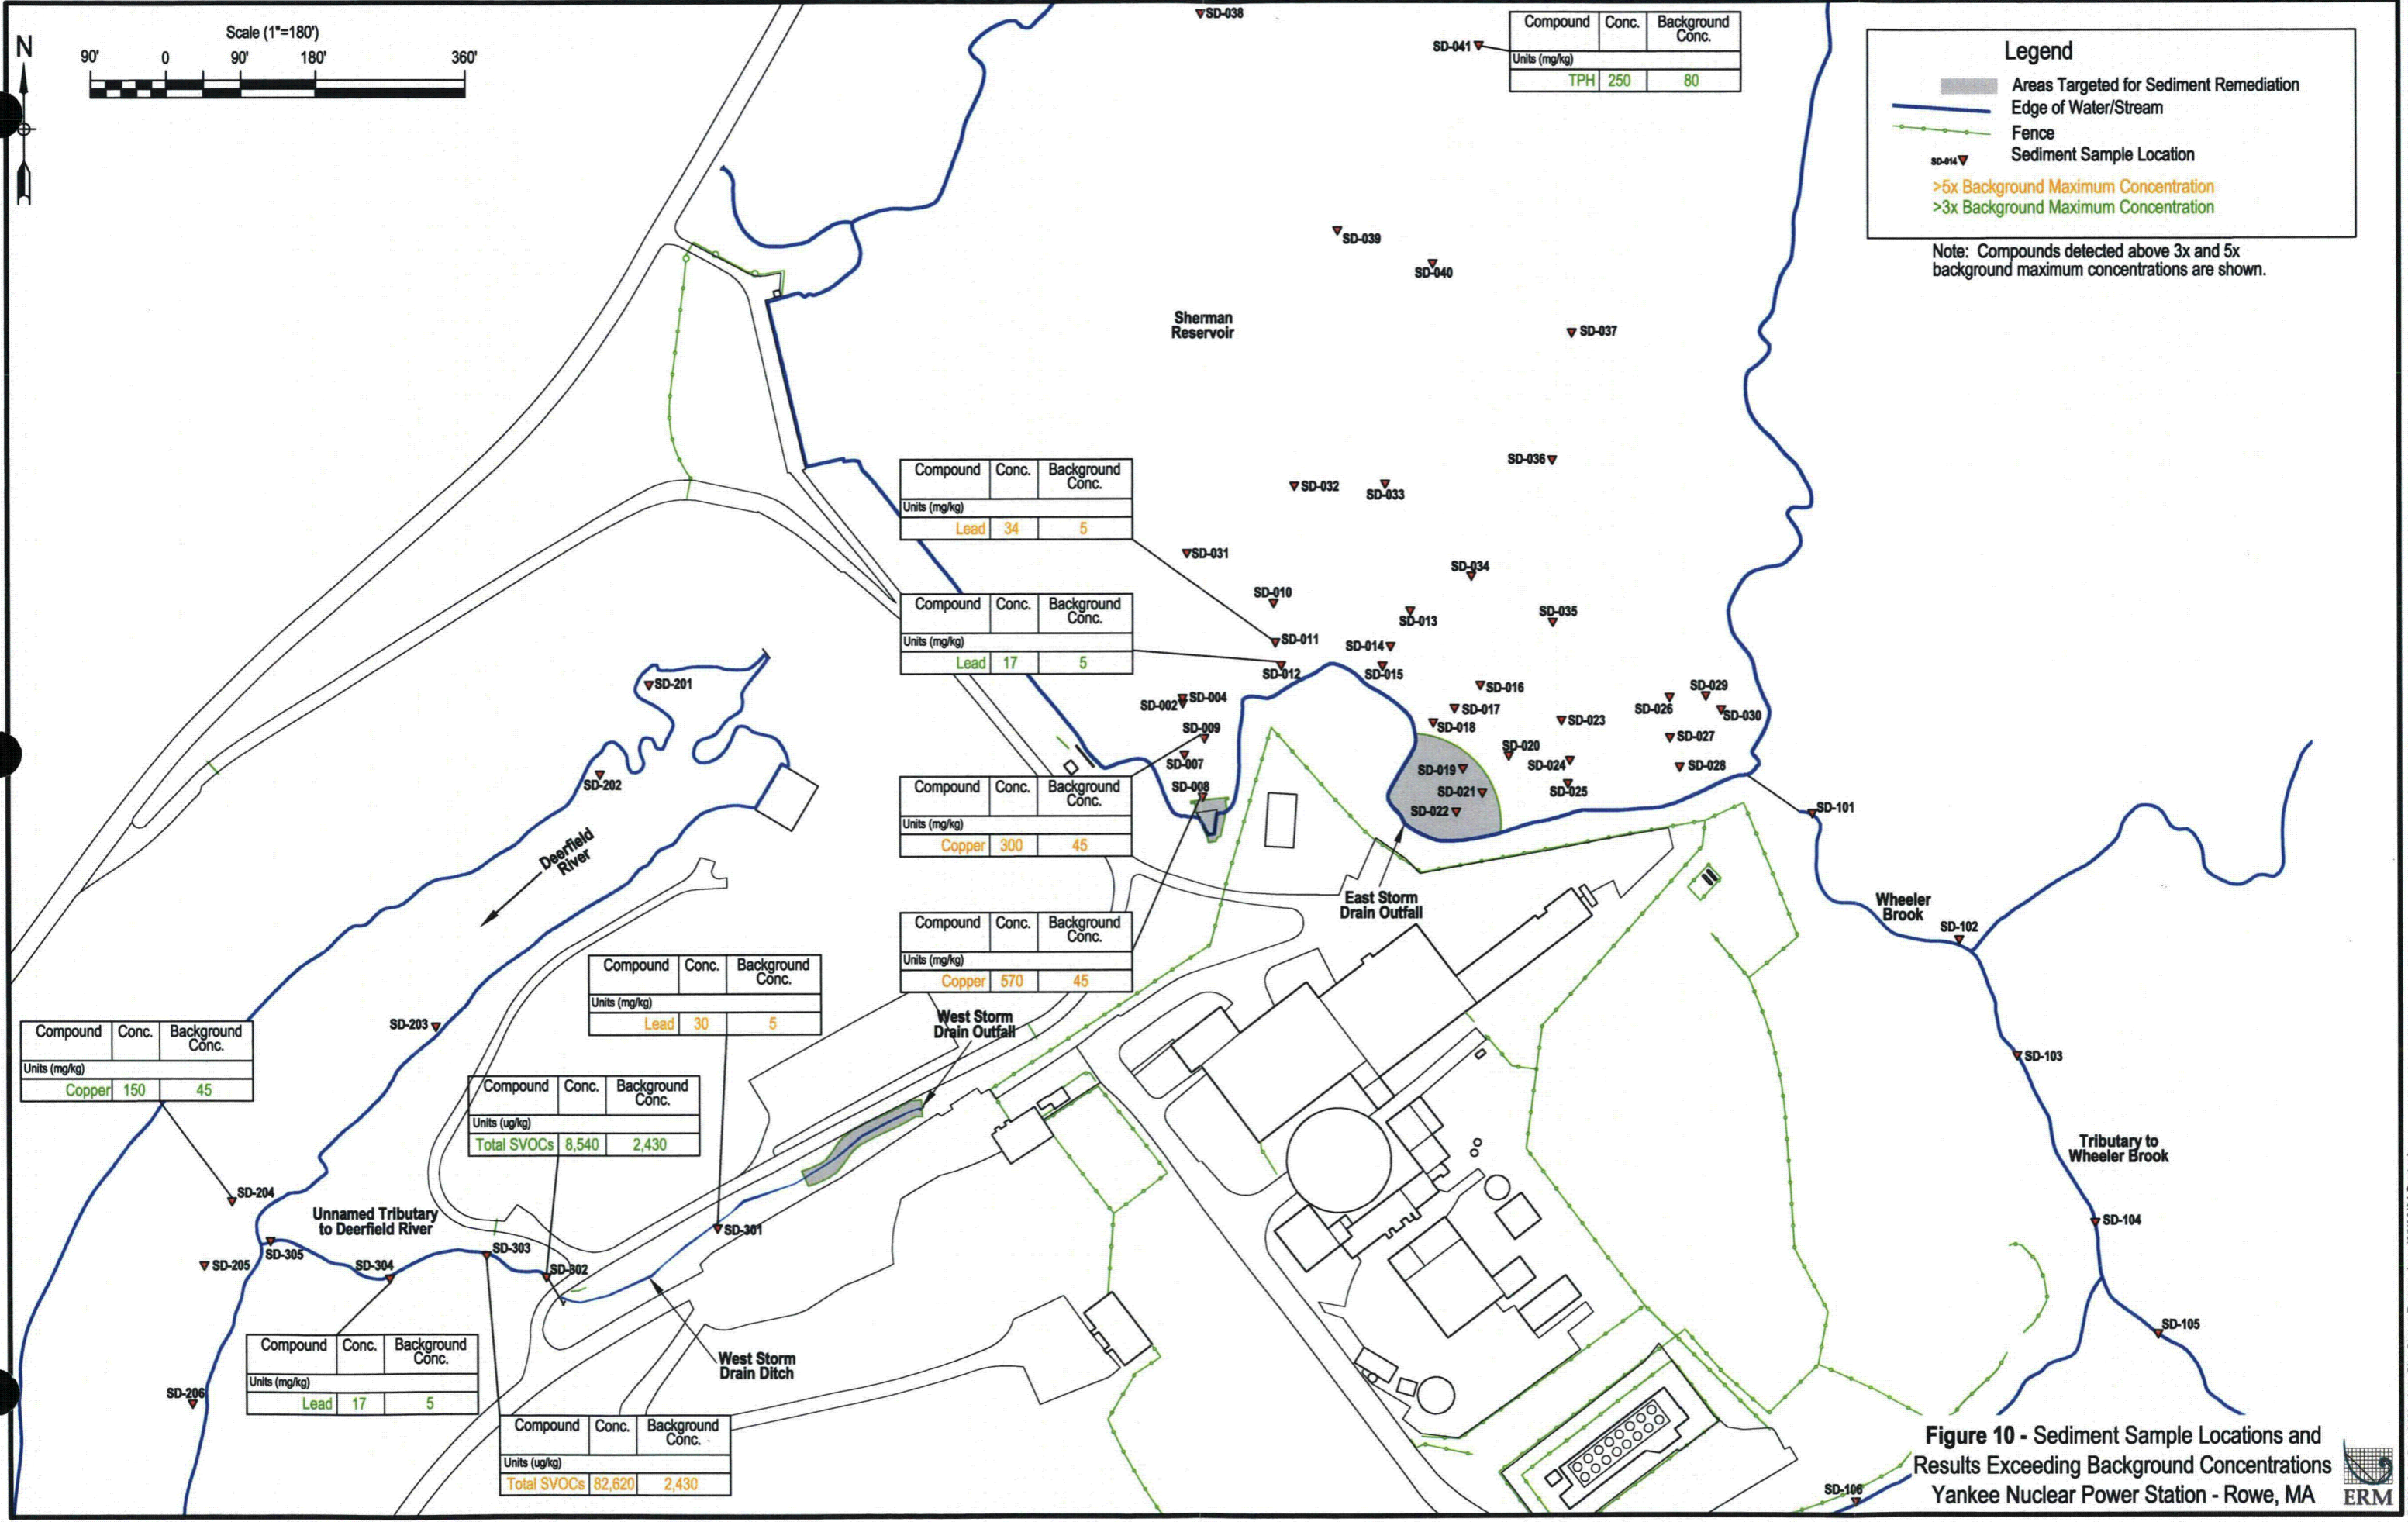 N
Scale (1"=180')
90' 0 90' 180' 360'
SD-038
SD-041
Compound Conc. Background Conc.
Units (mg/kg)
TPH 250 80
Legend
Areas Targeted for Sediment Remediation
Edge of Water/Stream
Fence
SD-014 Sediment Sample Location
>5x Background Maximum Concentration
>3x Background Maximum Concentration
Note: Compounds detected above 3x and 5x
background maximum concentrations are shown.
SD-039
SD-040
Sherman
Reservoir
SD-037
SD-036
SD-032
SD-033
Compound Conc. Background Conc.
Units (mg/kg)
Lead 34 5
SD-031
SD-034
SD-010
SD-013
SD-035
Compound Conc. Background Conc.
Units (mg/kg)
Lead 17 5
SD-011
SD-014
SD-012
SD-015
SD-201
SD-016
SD-029
SD-004
SD-002
SD-017
SD-026
SD-030
SD-009
SD-018
SD-023
SD-027
SD-007
SD-020
SD-024
SD-028
SD-019
SD-202
SD-008
SD-021
SD-025
SD-022
SD-101
Compound Conc. Background Conc.
Units (mg/kg)
Copper 300 45
Deerfield
River
East Storm
Drain Outfall
Wheeler
Brook
SD-102
Compound Conc. Background Conc.
Units (mg/kg)
Copper 570 45
Compound Conc. Background Conc.
Units (mg/kg)
Lead 30 5
West Storm
Drain Outfall
SD-203
Compound Conc. Background Conc.
Units (mg/kg)
Copper 150 45
SD-103
Compound Conc. Background Conc.
Units (ug/kg)
Total SVOCs 8,540 2,430
Tributary to
Wheeler Brook
SD-204
Unnamed Tributary
to Deerfield River
SD-104
SD-301
SD-305
SD-303
SD-205
SD-304
SD-302
SD-105
Compound Conc. Background Conc.
Units (mg/kg)
Lead 17 5
West Storm
Drain Ditch
SD-206
Compound Conc. Background Conc.
Units (ug/kg)
Total SVOCs 82,620 2,430
SD-106
Figure 10 - Sediment Sample Locations and
Results Exceeding Background Concentrations
Yankee Nuclear Power Station - Rowe, MA
ERM